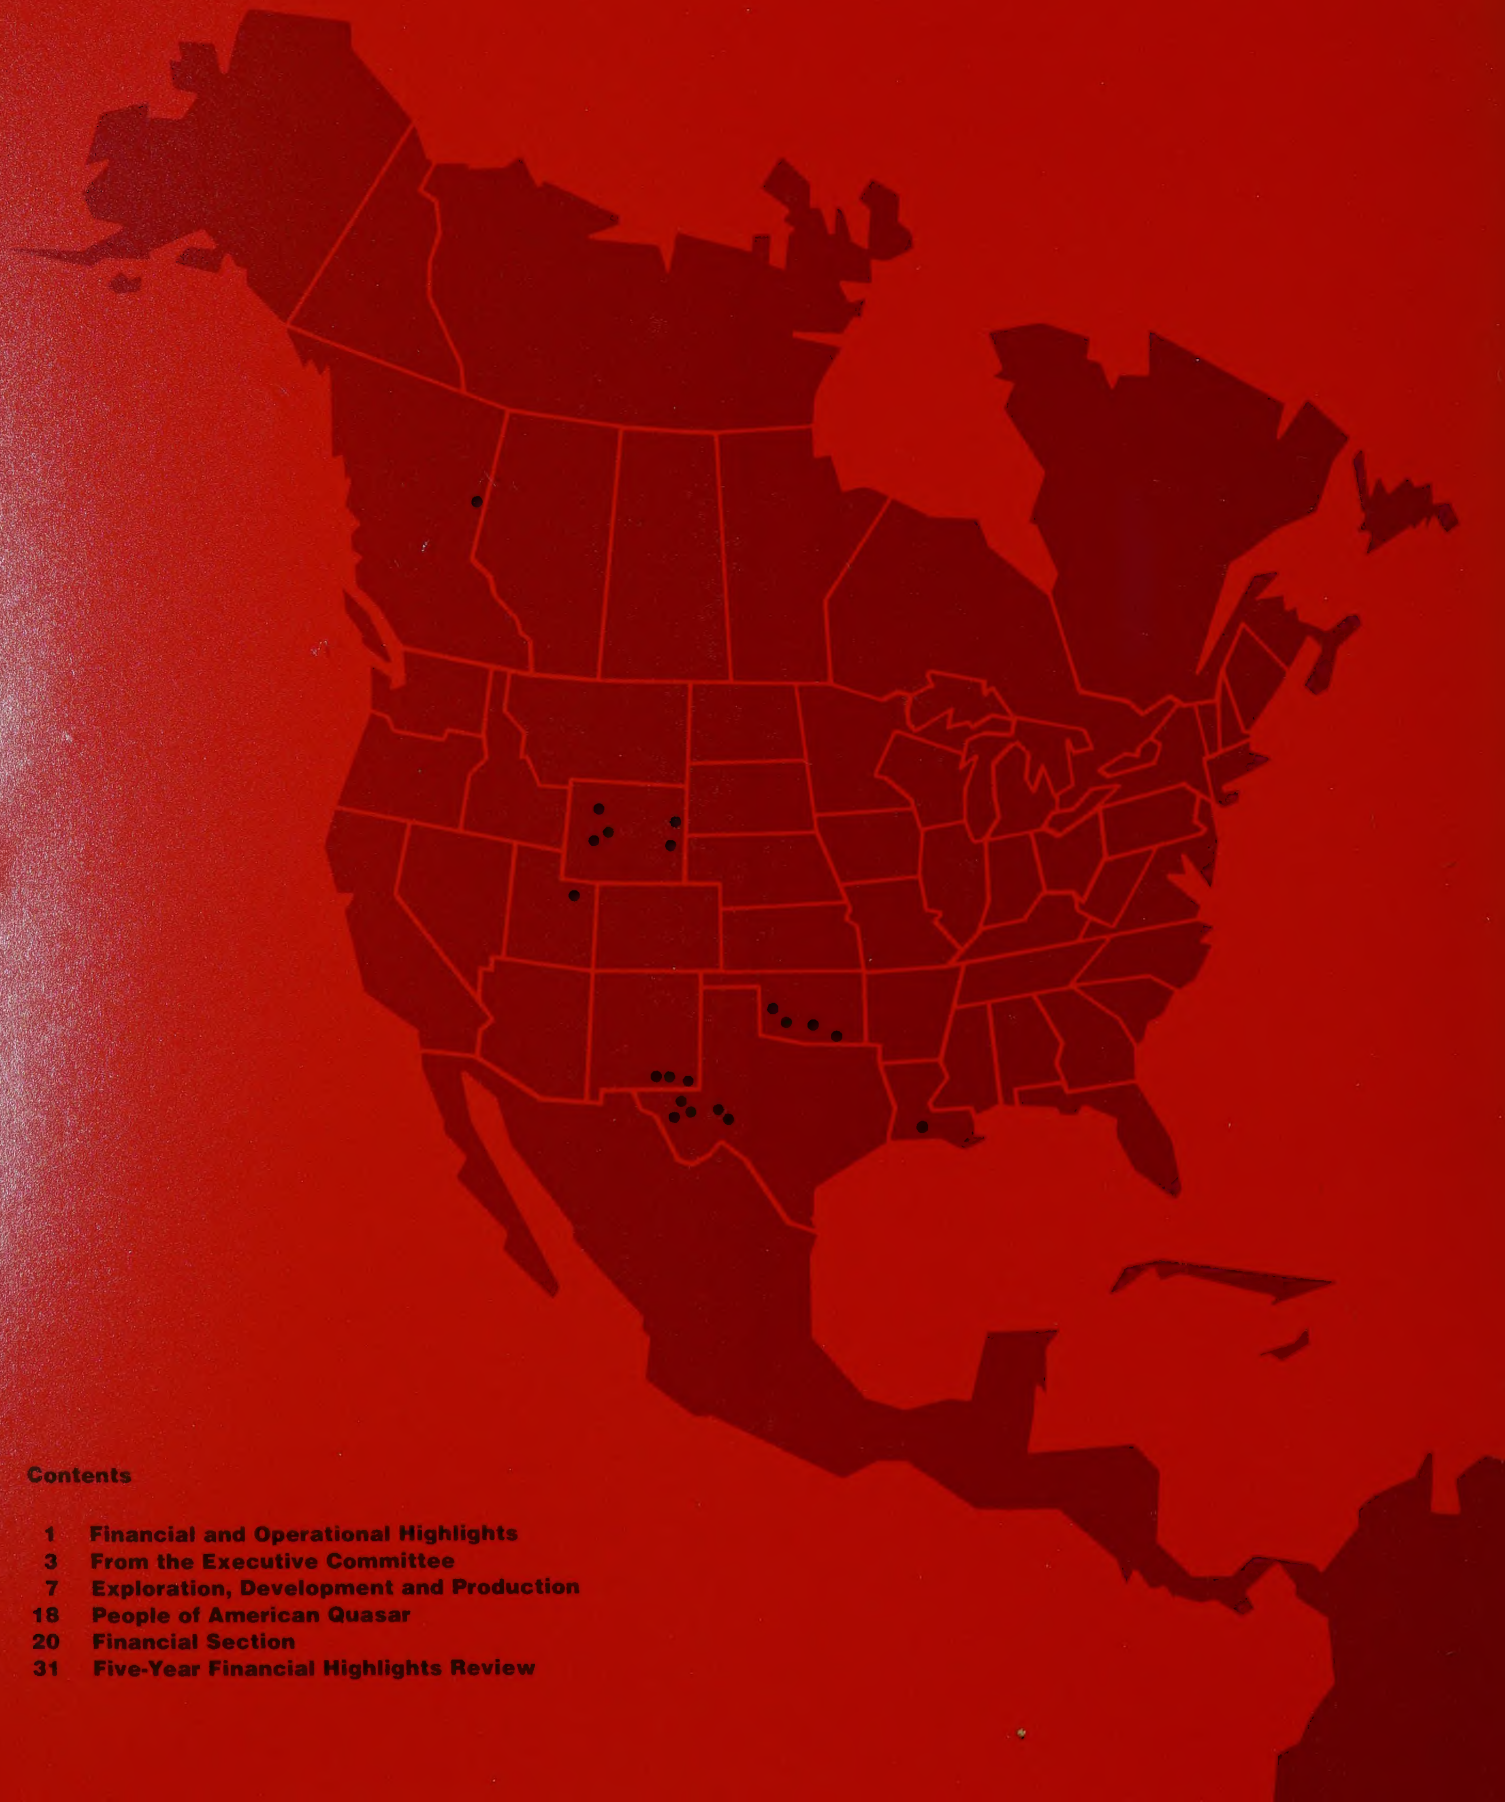 Contents
1 Financial and Operational Highlights
3 From the Executive Committee
7 Exploration, Development and Production
18 People of American Quasar
20 Financial Section
31 Five-Year Financial Highlights Review